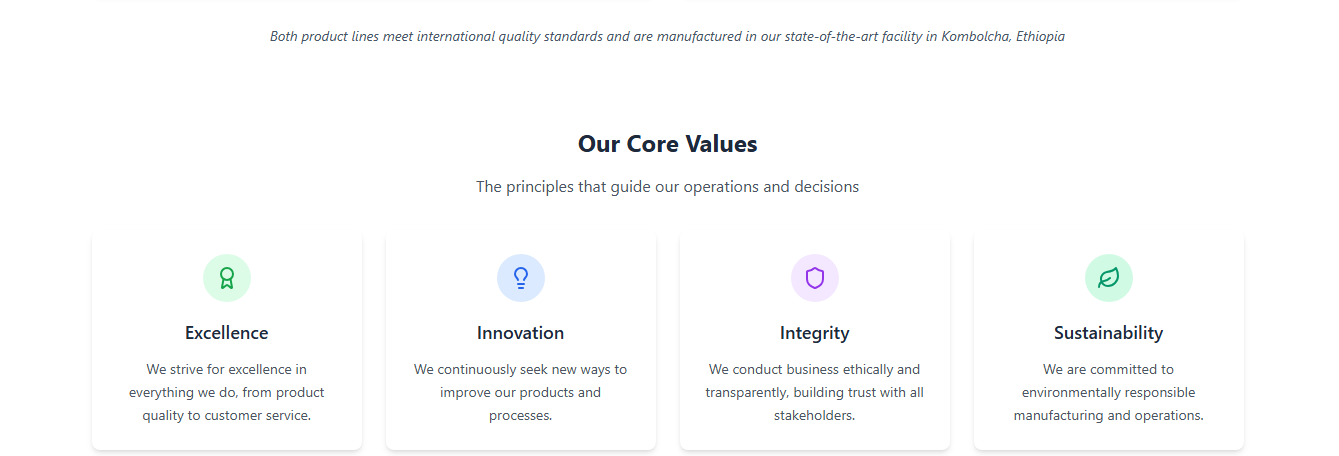 Both product lines meet international quality standards and are manufactured in our state-of-the-art facility in Kombolcha, Ethiopia
Our Core Values
The principles that guide our operations and decisions
Excellence
We strive for excellence in
everything we do, from product
quality to customer service.
Innovation
We continuously seek new ways to
improve our products and
processes.
Integrity
We conduct business ethically and
transparently, building trust with all
stakeholders.
Sustainability
We are committed to
environmentally responsible
manufacturing and operations.